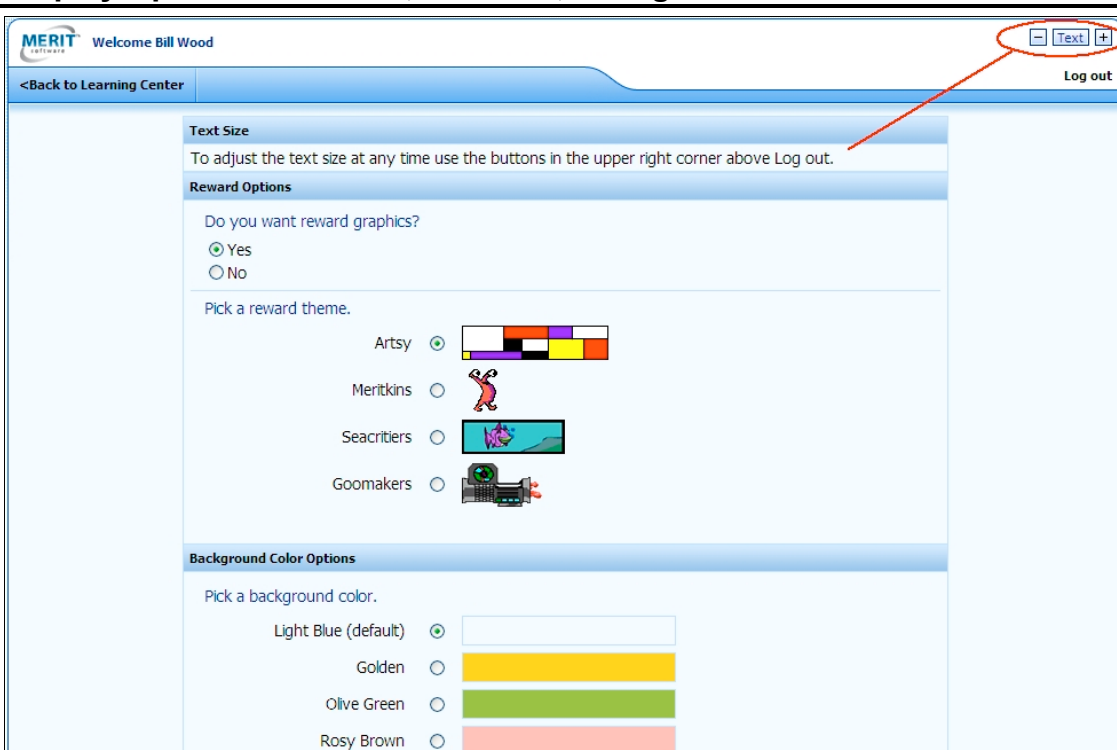 MERIT software Welcome Bill Wood
− Text +
<Back to Learning Center
Log out
Text Size
To adjust the text size at any time use the buttons in the upper right corner above Log out.
Reward Options
Do you want reward graphics?
Yes
No
Pick a reward theme.
Artsy
Meritkins
Seacritiers
Goomakers
Background Color Options
Pick a background color.
Light Blue (default)
Golden
Olive Green
Rosy Brown